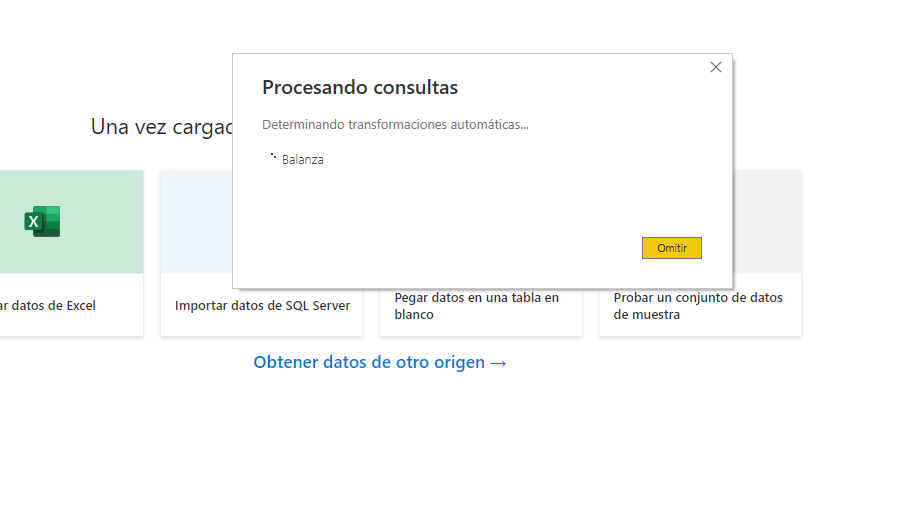 Procesando consultas
Determinando transformaciones automáticas...
Balanza
Omitir
Una vez cargad
X
ar datos de Excel
Importar datos de SQL Server
Pegar datos en una tabla en
blanco
Probar un conjunto de datos
de muestra
Obtener datos de otro origen →